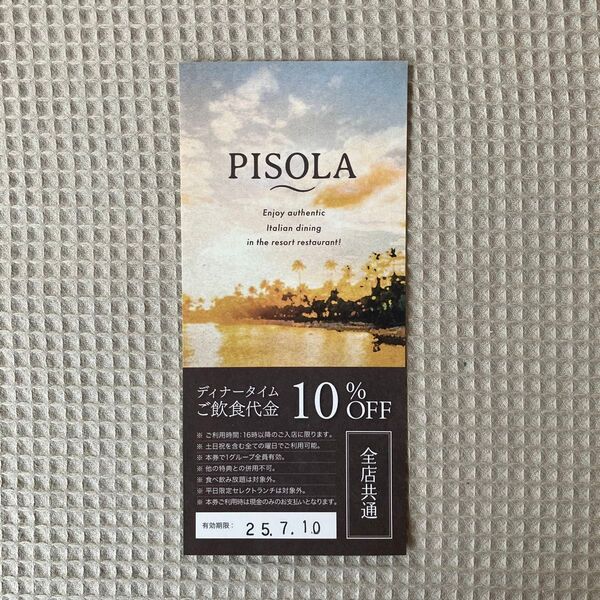 PISOLA
Enjoy authentic
Italian dining
in the resort restaurant!
ディナータイム
ご飲食代金
10%OFF
※ ご利用時間：16時以降のご入店に限ります。
※ 土日祝を含む全ての曜日でご利用可能。
※ 本券で1グループ全員有効。
※ 他の特典との併用不可。
※ 食べ飲み放題は対象外。
※ 平日限定セレクトランチは対象外。
※ 本券ご利用時は現金のみのお支払いとなります。
全店共通
有効期限： 25.7.10